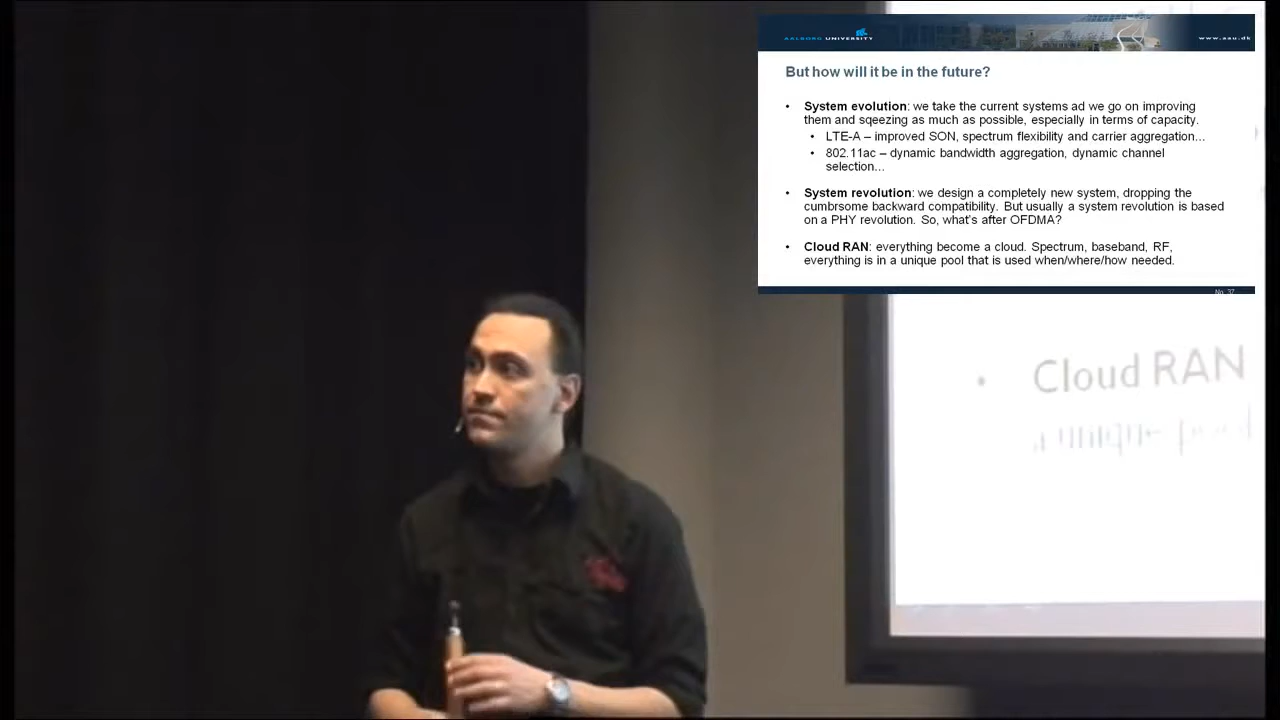 AALBORG UNIVERSITY
www.aau.dk
But how will it be in the future?
• System evolution: we take the current systems ad we go on improving
them and sqeezing as much as possible, especially in terms of capacity.
• LTE-A – improved SON, spectrum flexibility and carrier aggregation...
• 802.11ac – dynamic bandwidth aggregation, dynamic channel
selection...
• System revolution: we design a completely new system, dropping the
cumbrsome backward compatibility. But usually a system revolution is based
on a PHY revolution. So, what's after OFDMA?
• Cloud RAN: everything become a cloud. Spectrum, baseband, RF,
everything is in a unique pool that is used when/where/how needed.
No. 37
• Cloud RAN
a unique pool